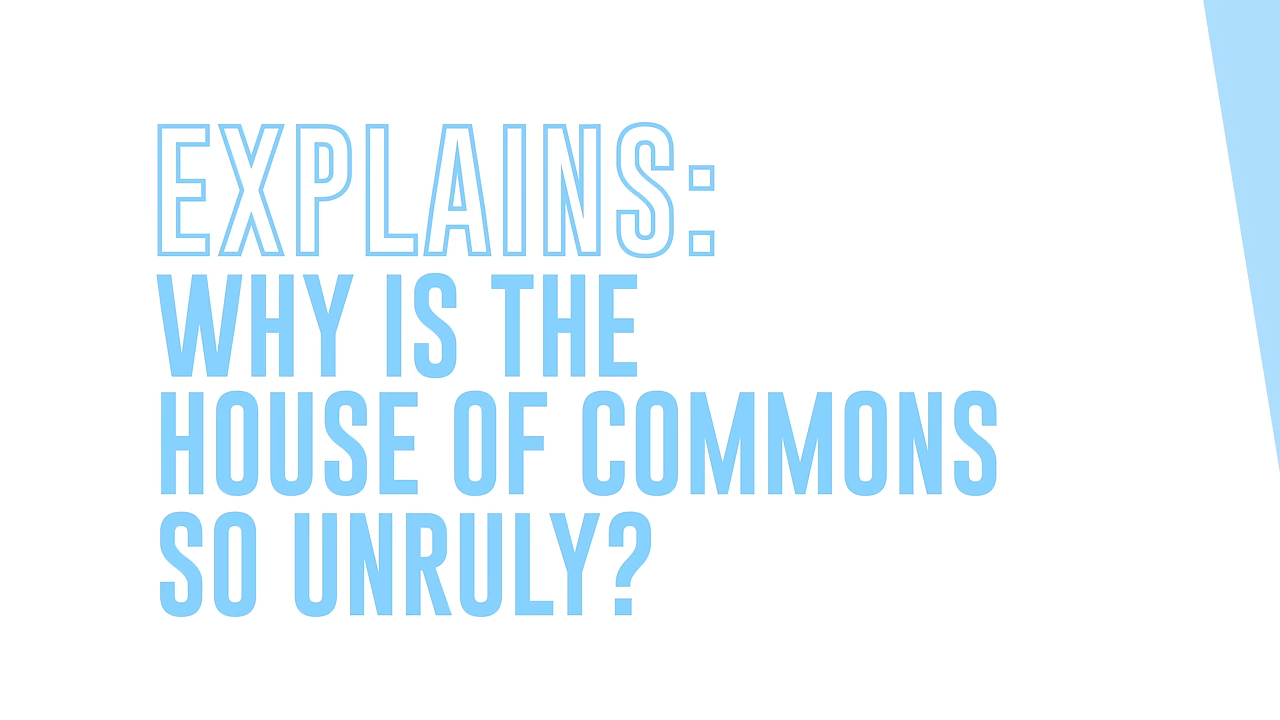 EXPLAINS:
WHY IS THE
HOUSE OF COMMONS
SO UNRULY?